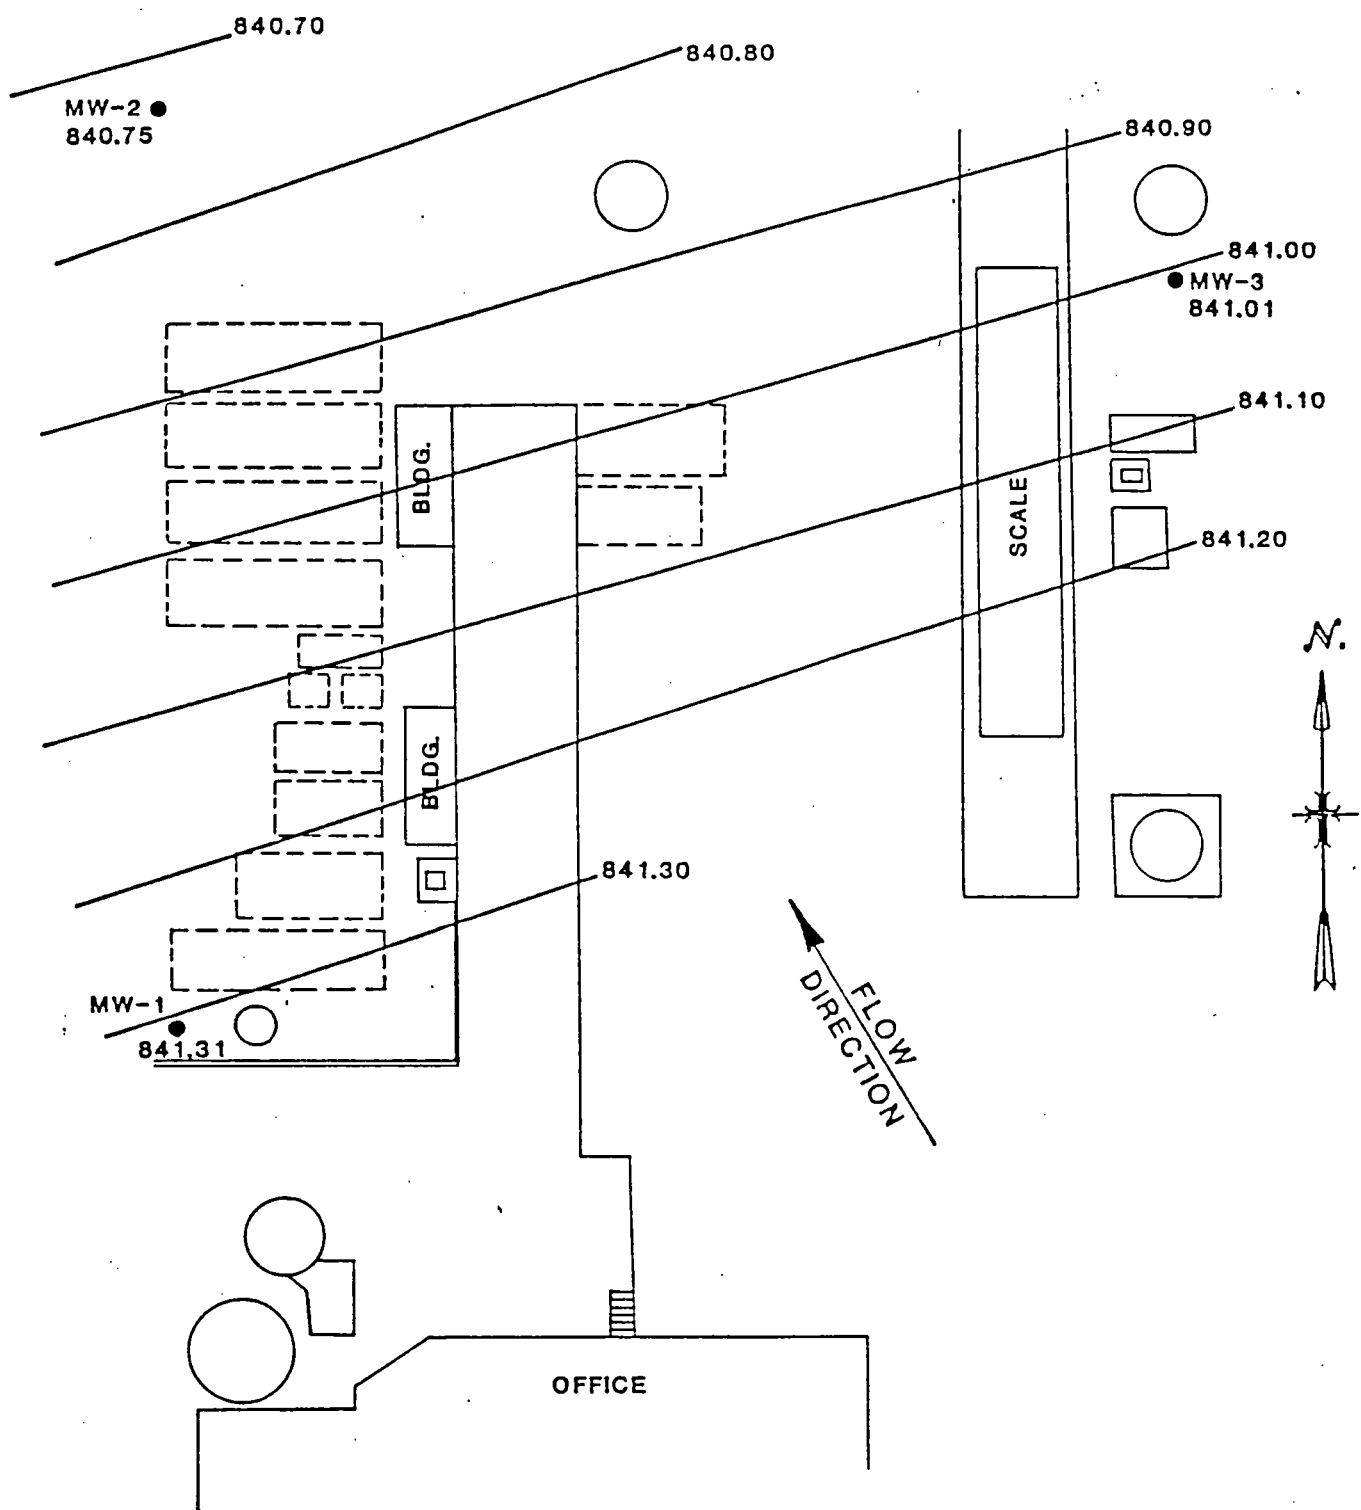 840.70
840.80
MW-2
840.75
840.90
841.00
MW-3
841.01
841.10
BLDG.
SCALE
841.20
N.
BLDG.
841.30
MW-1
841.31
FLOW
DIRECTION
OFFICE